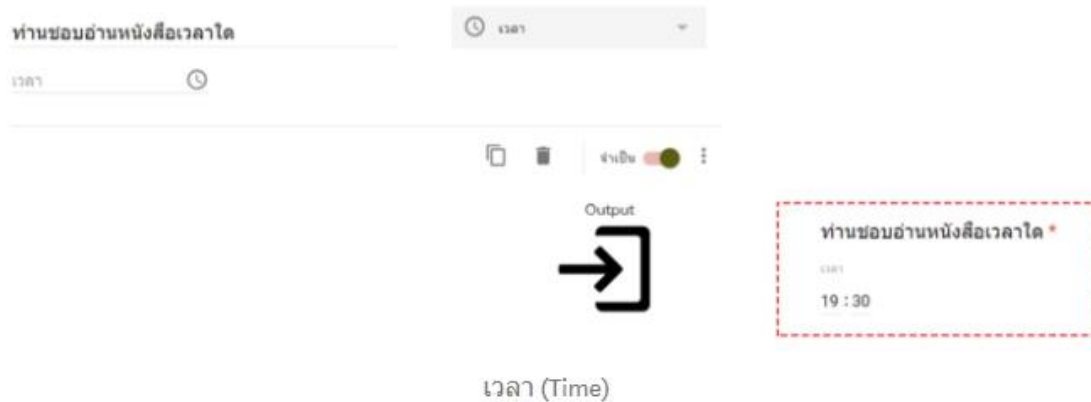 ท่านชอบอ่านหนังสือเวลาใด
เวลา
เวลา
จำเป็น
Output
ท่านชอบอ่านหนังสือเวลาใด *
เวลา
19 : 30
เวลา (Time)